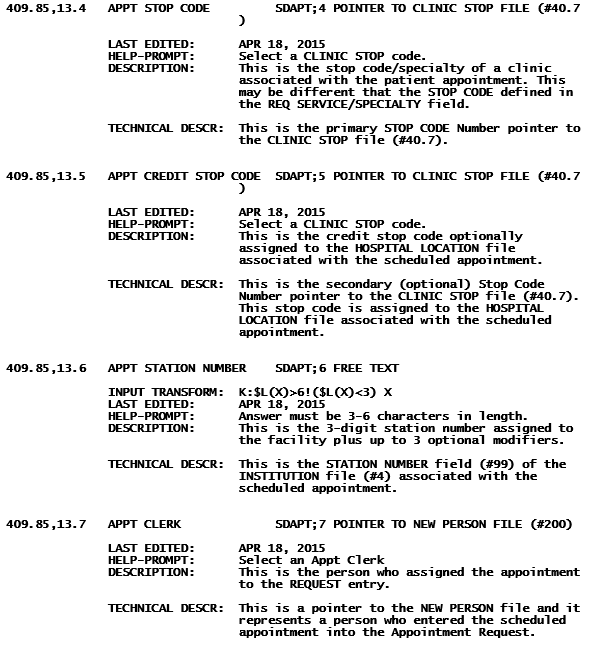 409.85,13.4 APPT STOP CODE SDAPT;4 POINTER TO CLINIC STOP FILE (#40.7
)
LAST EDITED: APR 18, 2015
HELP-PROMPT: Select a CLINIC STOP code.
DESCRIPTION: This is the stop code/specialty of a clinic
associated with the patient appointment. This
may be different that the STOP CODE defined in
the REQ SERVICE/SPECIALTY field.
TECHNICAL DESCR: This is the primary STOP CODE Number pointer to
the CLINIC STOP file (#40.7).
409.85,13.5 APPT CREDIT STOP CODE SDAPT;5 POINTER TO CLINIC STOP FILE (#40.7
)
LAST EDITED: APR 18, 2015
HELP-PROMPT: Select a CLINIC STOP code.
DESCRIPTION: This is the credit stop code optionally
assigned to the HOSPITAL LOCATION file
associated with the scheduled appointment.
TECHNICAL DESCR: This is the secondary (optional) Stop Code
Number pointer to the CLINIC STOP file (#40.7).
This stop code is assigned to the HOSPITAL
LOCATION file associated with the scheduled
appointment.
409.85,13.6 APPT STATION NUMBER SDAPT;6 FREE TEXT
INPUT TRANSFORM: K:$L(X)>6!($L(X)<3) X
LAST EDITED: APR 18, 2015
HELP-PROMPT: Answer must be 3-6 characters in length.
DESCRIPTION: This is the 3-digit station number assigned to
the facility plus up to 3 optional modifiers.
TECHNICAL DESCR: This is the STATION NUMBER field (#99) of the
INSTITUTION file (#4) associated with the
scheduled appointment.
409.85,13.7 APPT CLERK SDAPT;7 POINTER TO NEW PERSON FILE (#200)
LAST EDITED: APR 18, 2015
HELP-PROMPT: Select an Appt Clerk
DESCRIPTION: This is the person who assigned the appointment
to the REQUEST entry.
TECHNICAL DESCR: This is a pointer to the NEW PERSON file and it
represents a person who entered the scheduled
appointment into the Appointment Request.